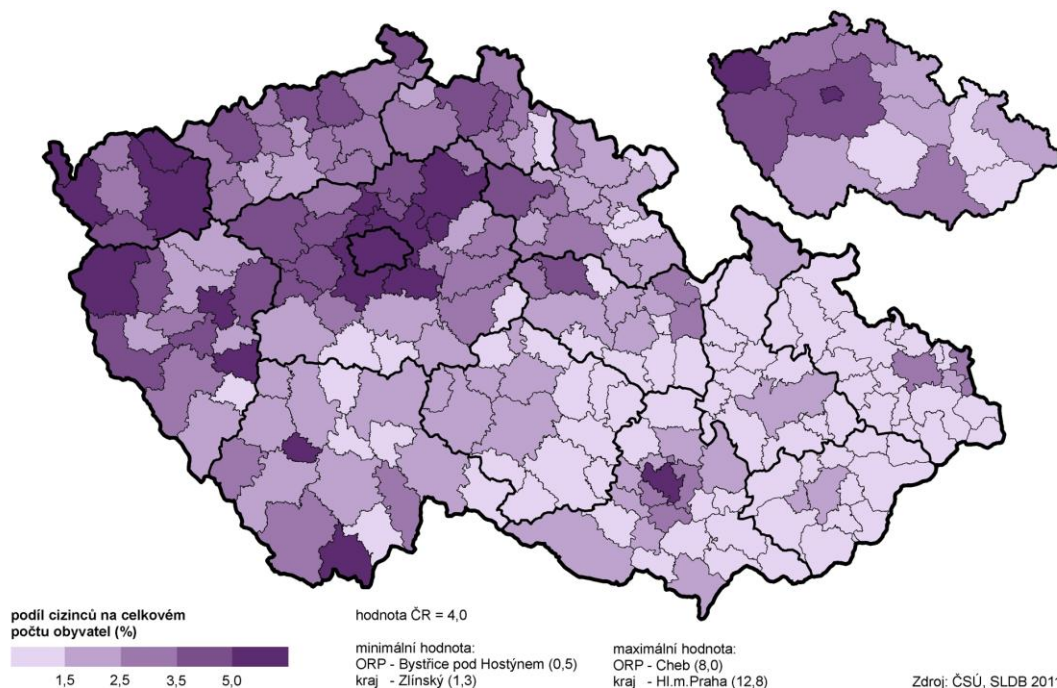 podíl cizinců na celkovém
počtu obyvatel (%)
1,5 2,5 3,5 5,0
hodnota ČR = 4,0
minimální hodnota:
ORP - Bystřice pod Hostýnem (0,5)
kraj - Zlínský (1,3)
maximální hodnota:
ORP - Cheb (8,0)
kraj - Hl.m.Praha (12,8)
Zdroj: ČSÚ, SLDB 2011